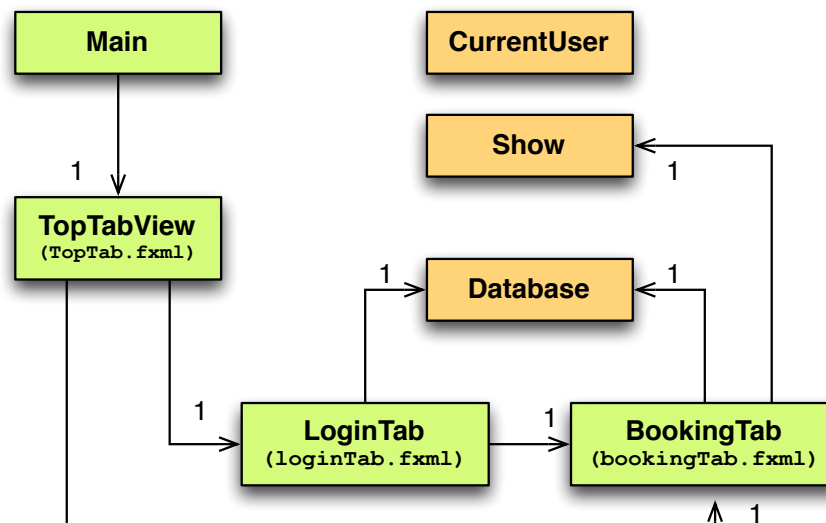 Main
CurrentUser
Show
1
1
TopTabView
(TopTab.fxml)
1
Database
1
1
LoginTab
(loginTab.fxml)
1
BookingTab
(bookingTab.fxml)
1